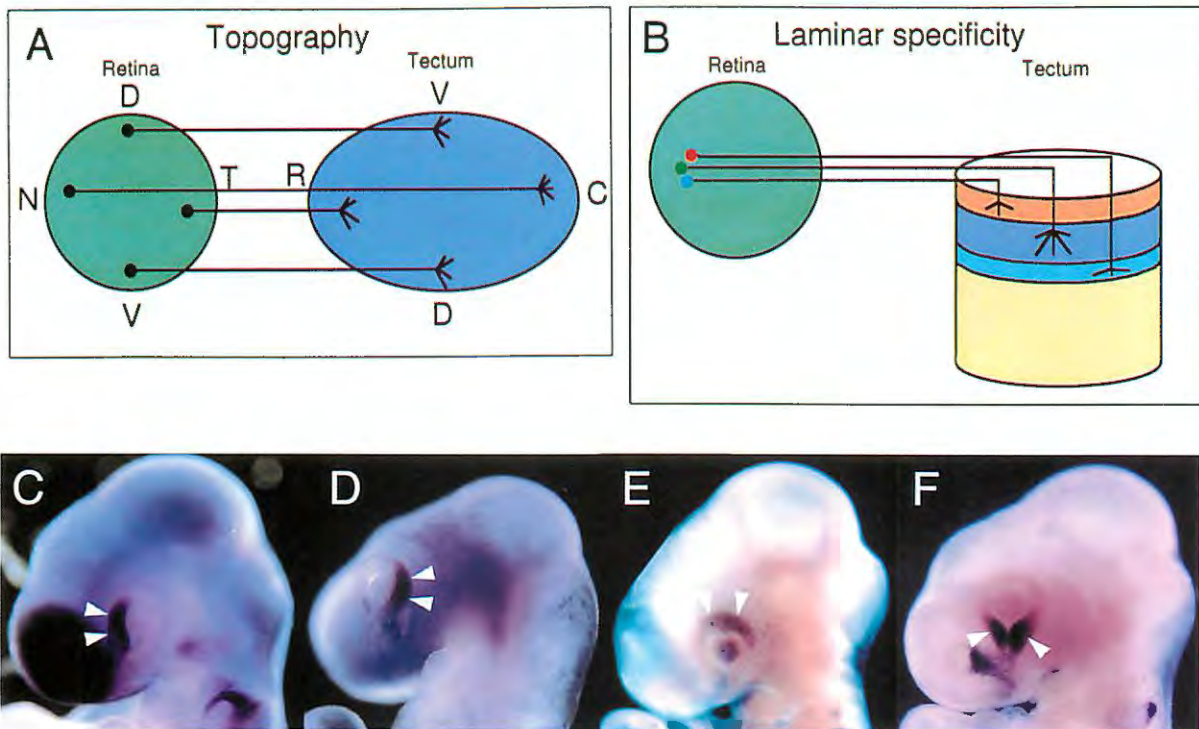 A
Topography
Retina
Tectum
D
V
N
T
R
C
V
D
B
Laminar specificity
Retina
Tectum
C
D
E
F